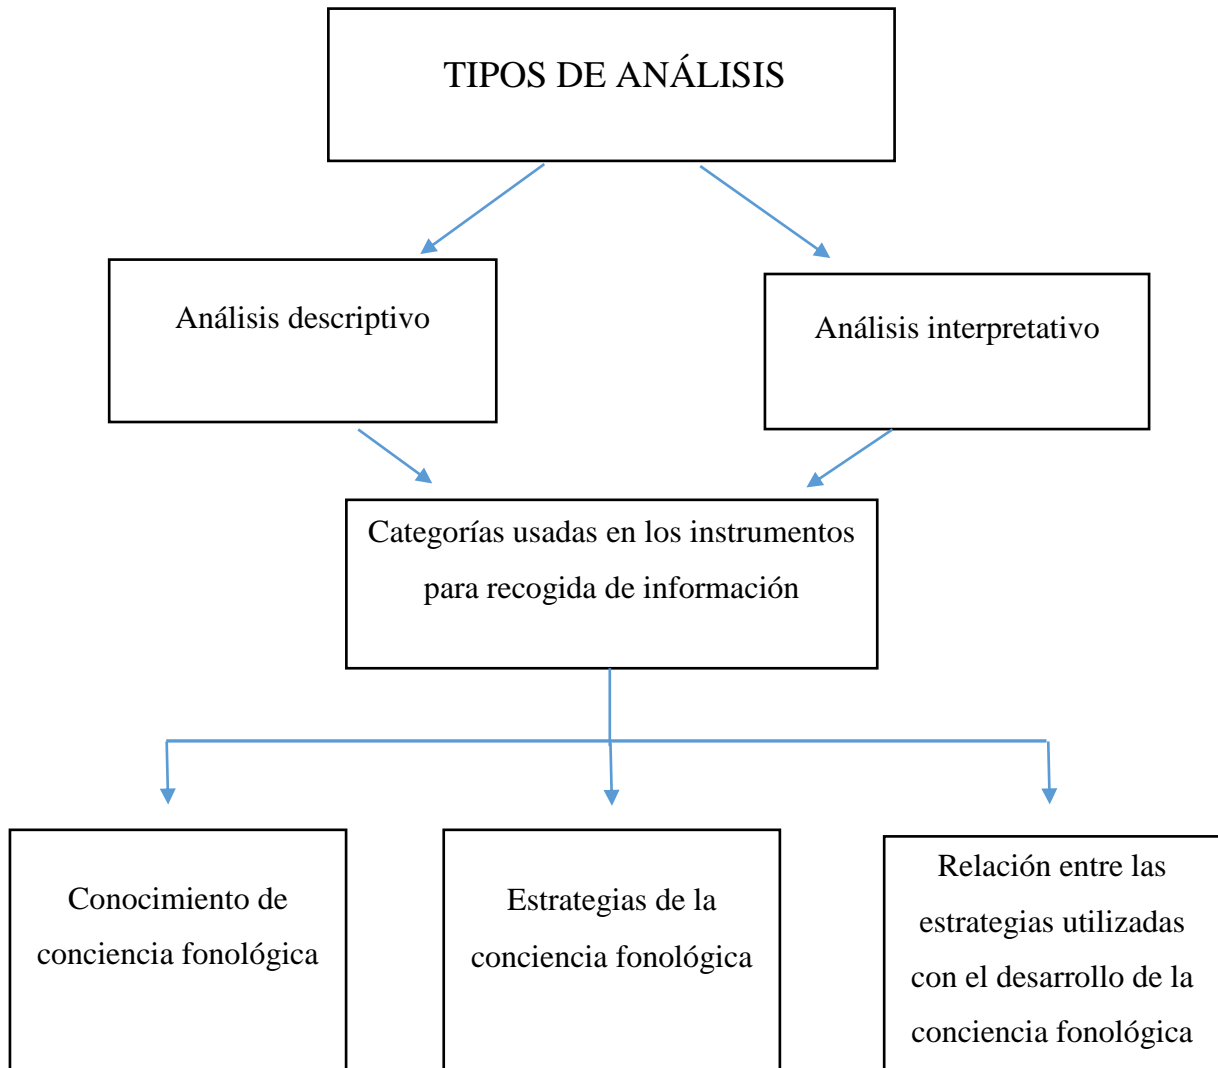 TIPOS DE ANÁLISIS
Análisis descriptivo
Análisis interpretativo
Categorías usadas en los instrumentos
para recogida de información
Conocimiento de
conciencia fonológica
Estrategias de la
conciencia fonológica
Relación entre las
estrategias utilizadas
con el desarrollo de la
conciencia fonológica